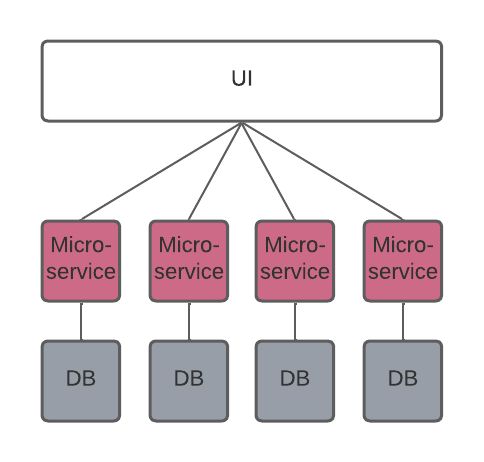 UI
Micro-
service
Micro-
service
Micro-
service
Micro-
service
DB
DB
DB
DB